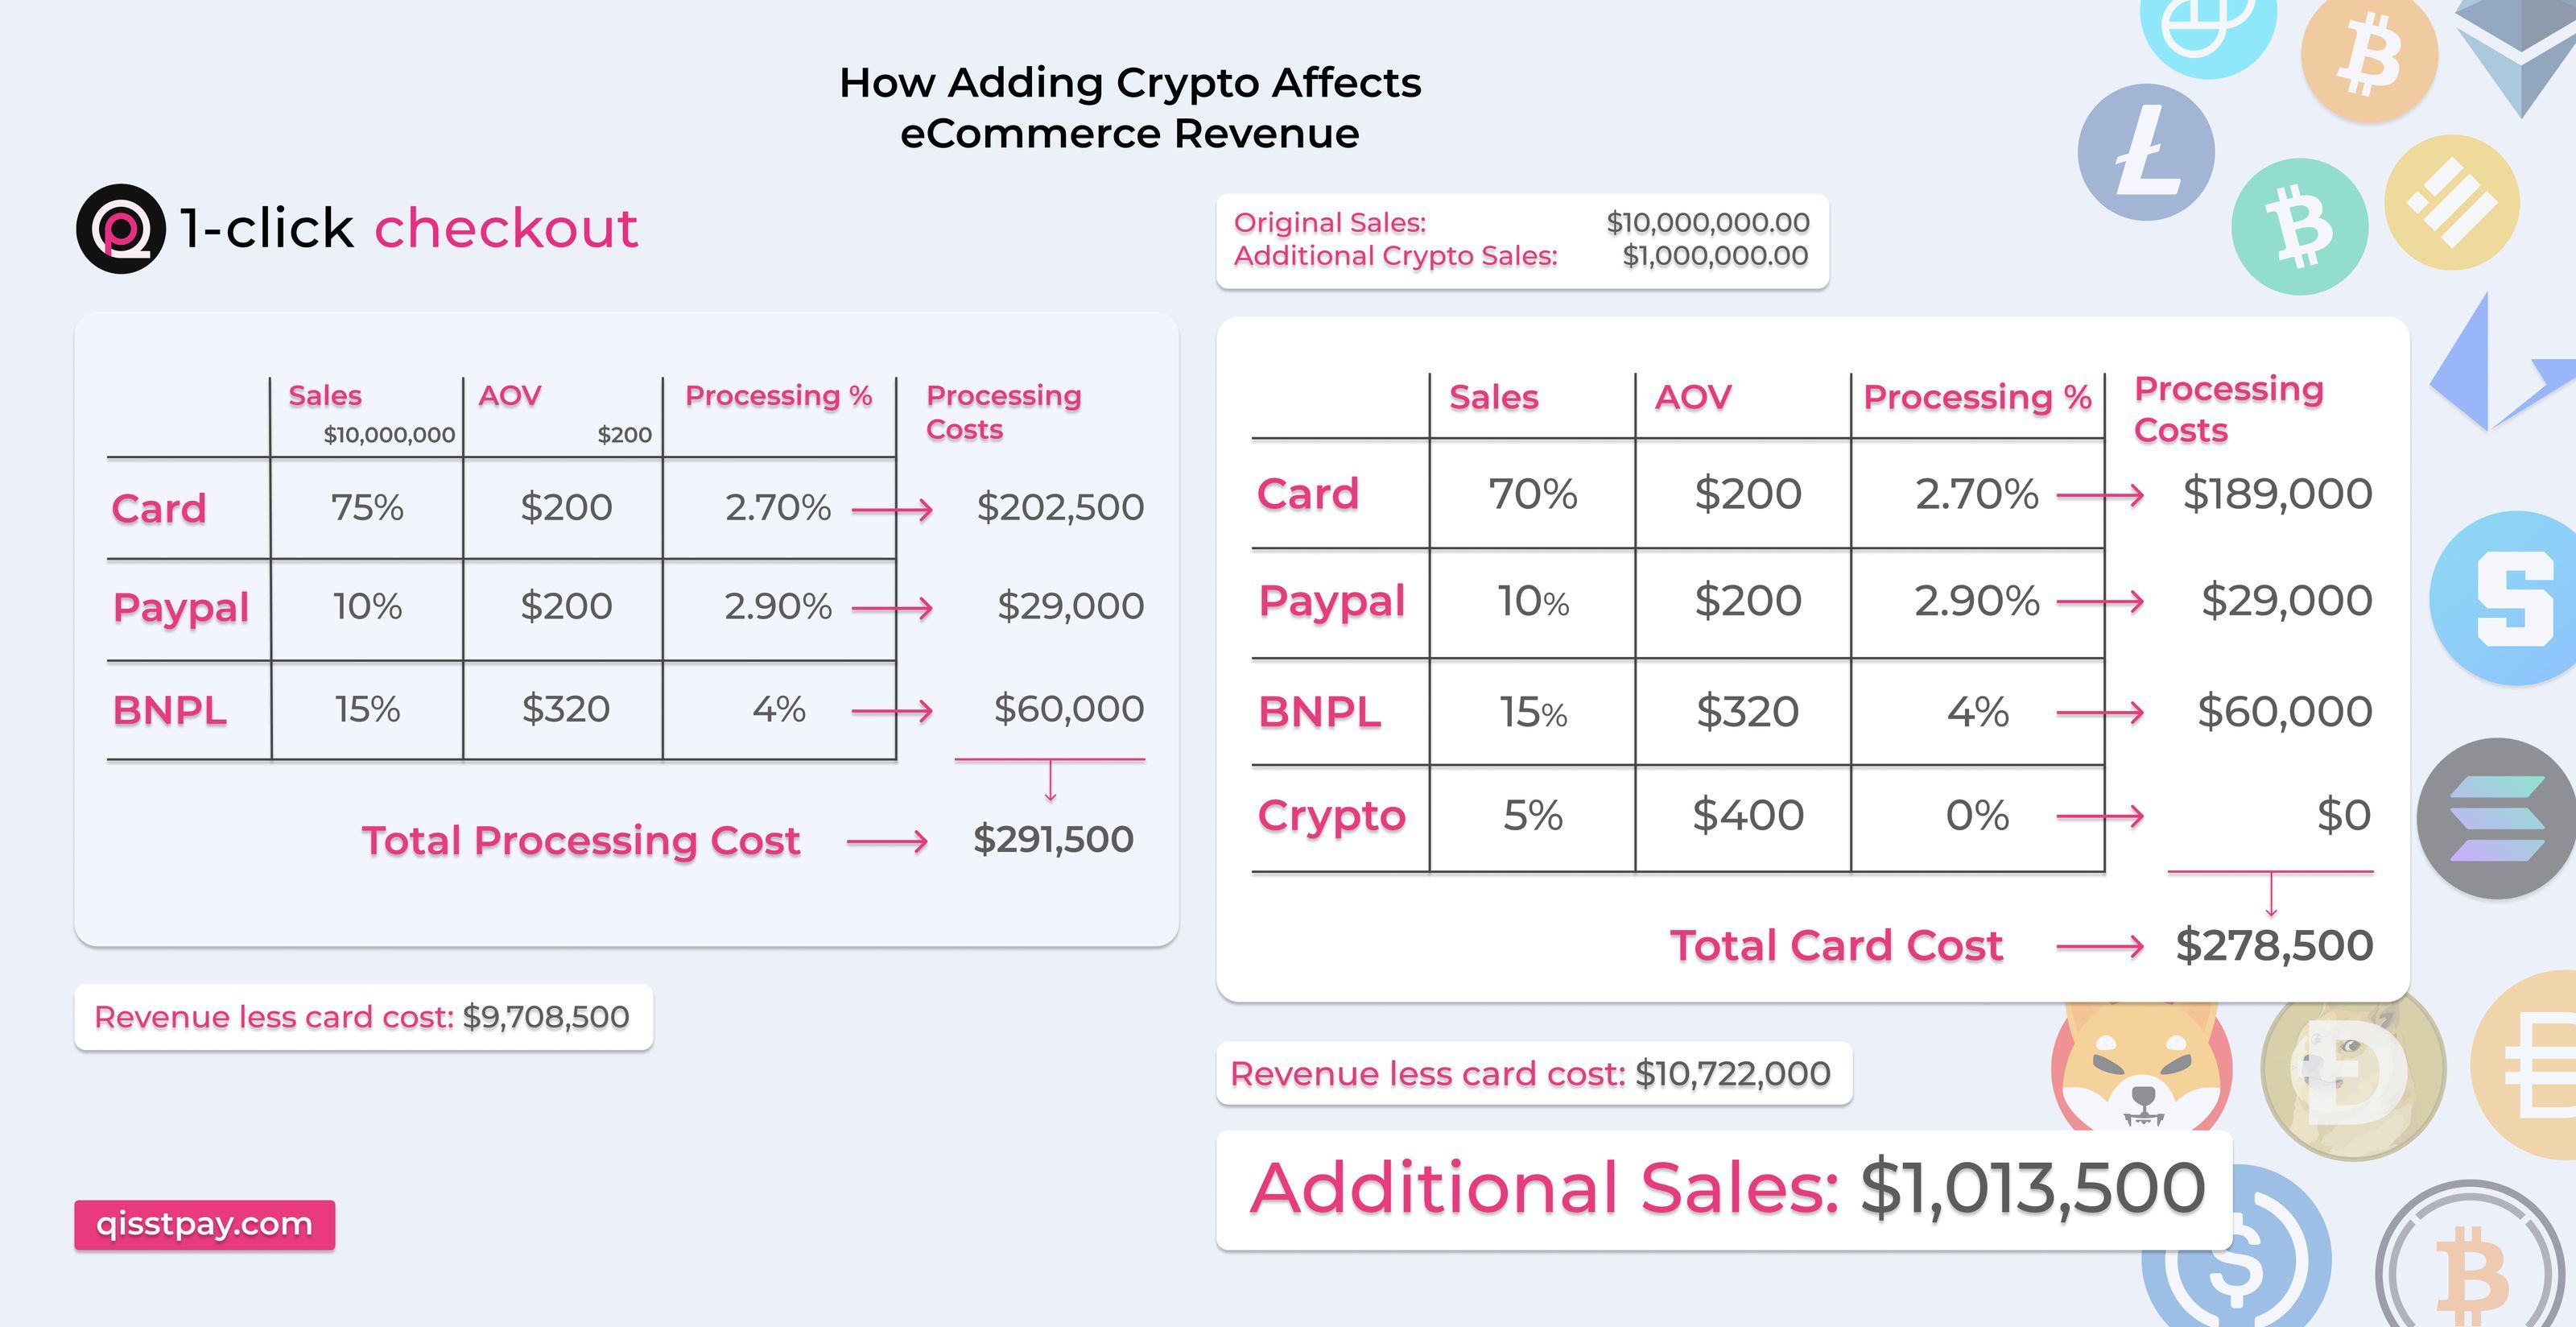 How Adding Crypto Affects
eCommerce Revenue
1-click checkout
Original Sales: $10,000,000.00
Additional Crypto Sales: $1,000,000.00
Sales AOV Processing % Processing
$10,000,000 $200 Costs
Card 75% $200 2.70% $202,500
Paypal 10% $200 2.90% $29,000
BNPL 15% $320 4% $60,000
Total Processing Cost $291,500
Revenue less card cost: $9,708,500
Sales AOV Processing % Processing
Costs
Card 70% $200 2.70% $189,000
Paypal 10% $200 2.90% $29,000
BNPL 15% $320 4% $60,000
Crypto 5% $400 0% $0
Total Card Cost $278,500
Revenue less card cost: $10,722,000
Additional Sales: $1,013,500
qisstpay.com